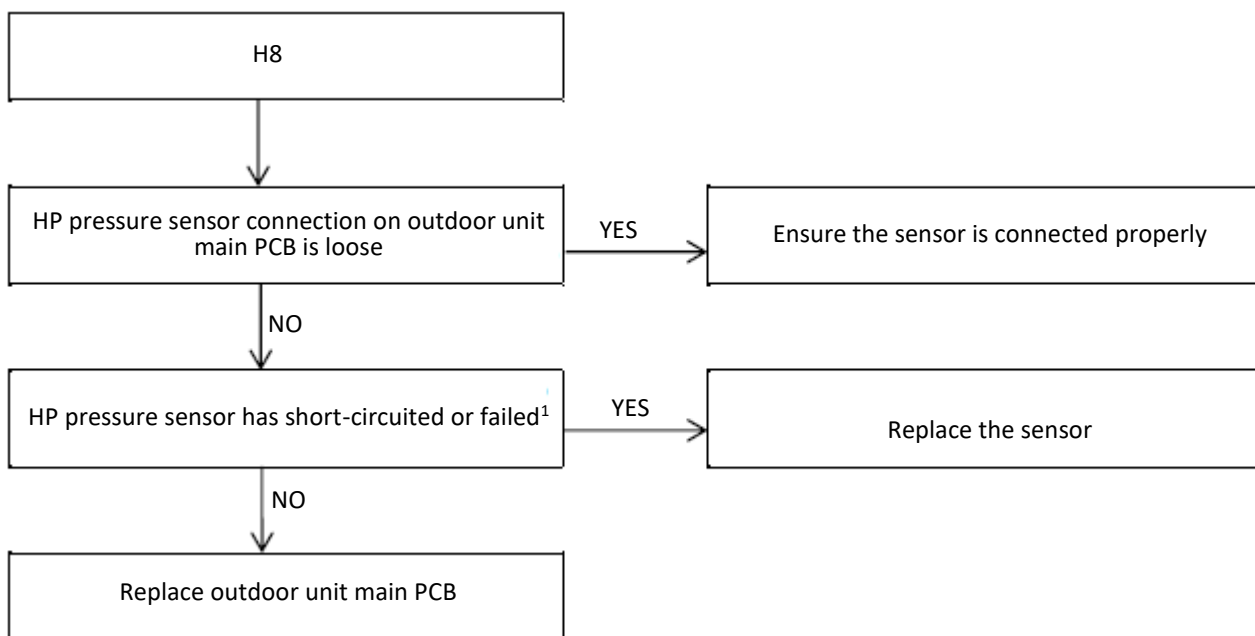 H8
HP pressure sensor connection on outdoor unit
main PCB is loose
YES
Ensure the sensor is connected properly
NO
HP pressure sensor has short-circuited or failed1
YES
Replace the sensor
NO
Replace outdoor unit main PCB